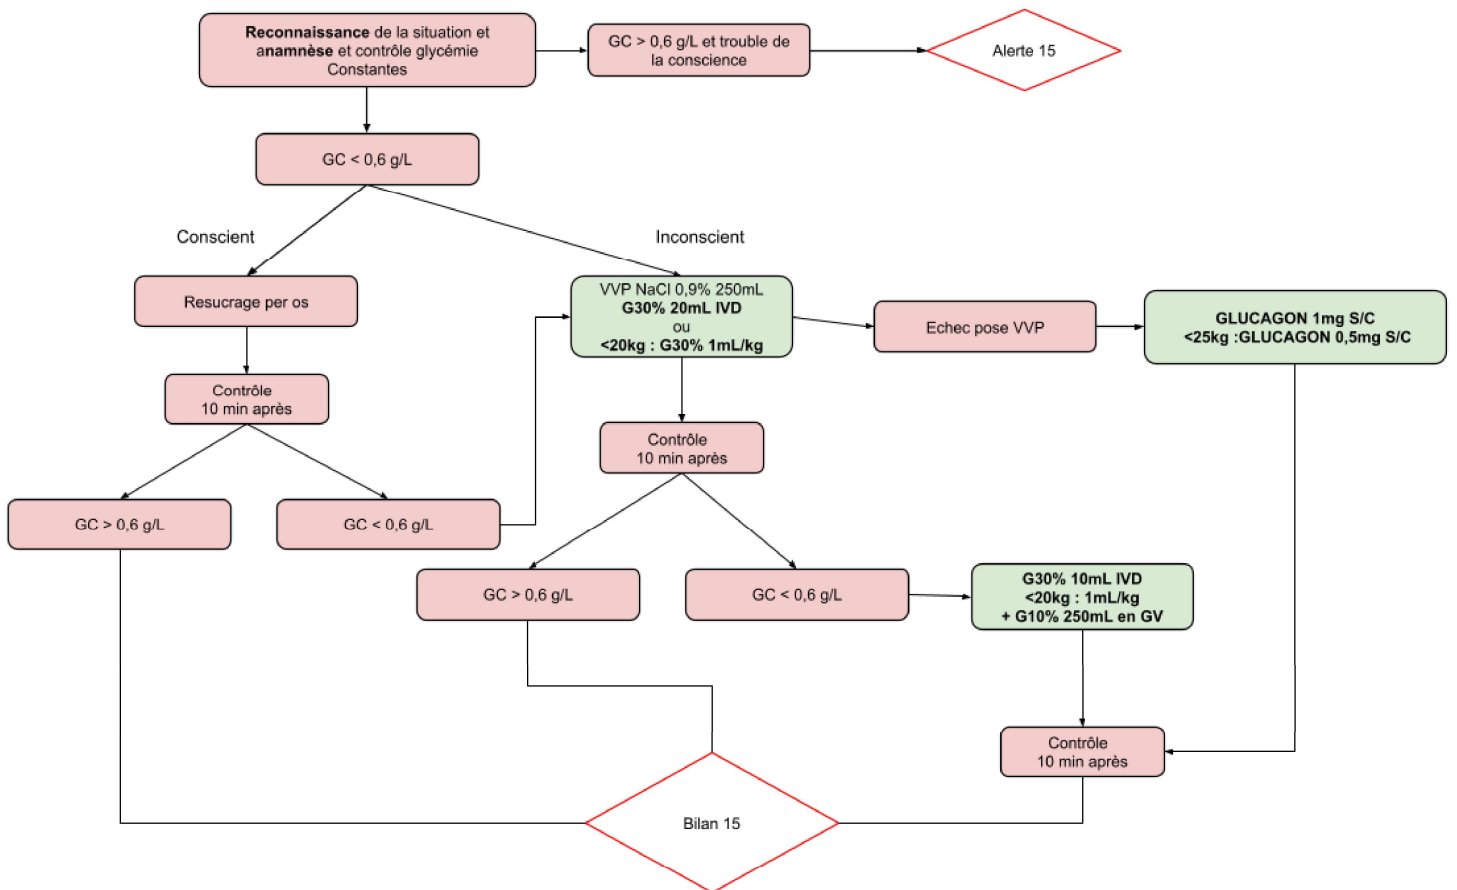 Reconnaissance de la situation et
anamnèse et contrôle glycémie
Constantes
GC > 0,6 g/L et trouble de
la conscience
Alerte 15
GC < 0,6 g/L
Conscient
Inconscient
Resucrage per os
VVP NaCl 0,9% 250mL
G30% 20mL IVD
ou
<20kg : G30% 1mL/kg
Echec pose VVP
GLUCAGON 1mg S/C
<25kg :GLUCAGON 0,5mg S/C
Contrôle
10 min après
Contrôle
10 min après
GC > 0,6 g/L
GC < 0,6 g/L
GC > 0,6 g/L
GC < 0,6 g/L
G30% 10mL IVD
<20kg : 1mL/kg
+ G10% 250mL en GV
Contrôle
10 min après
Bilan 15